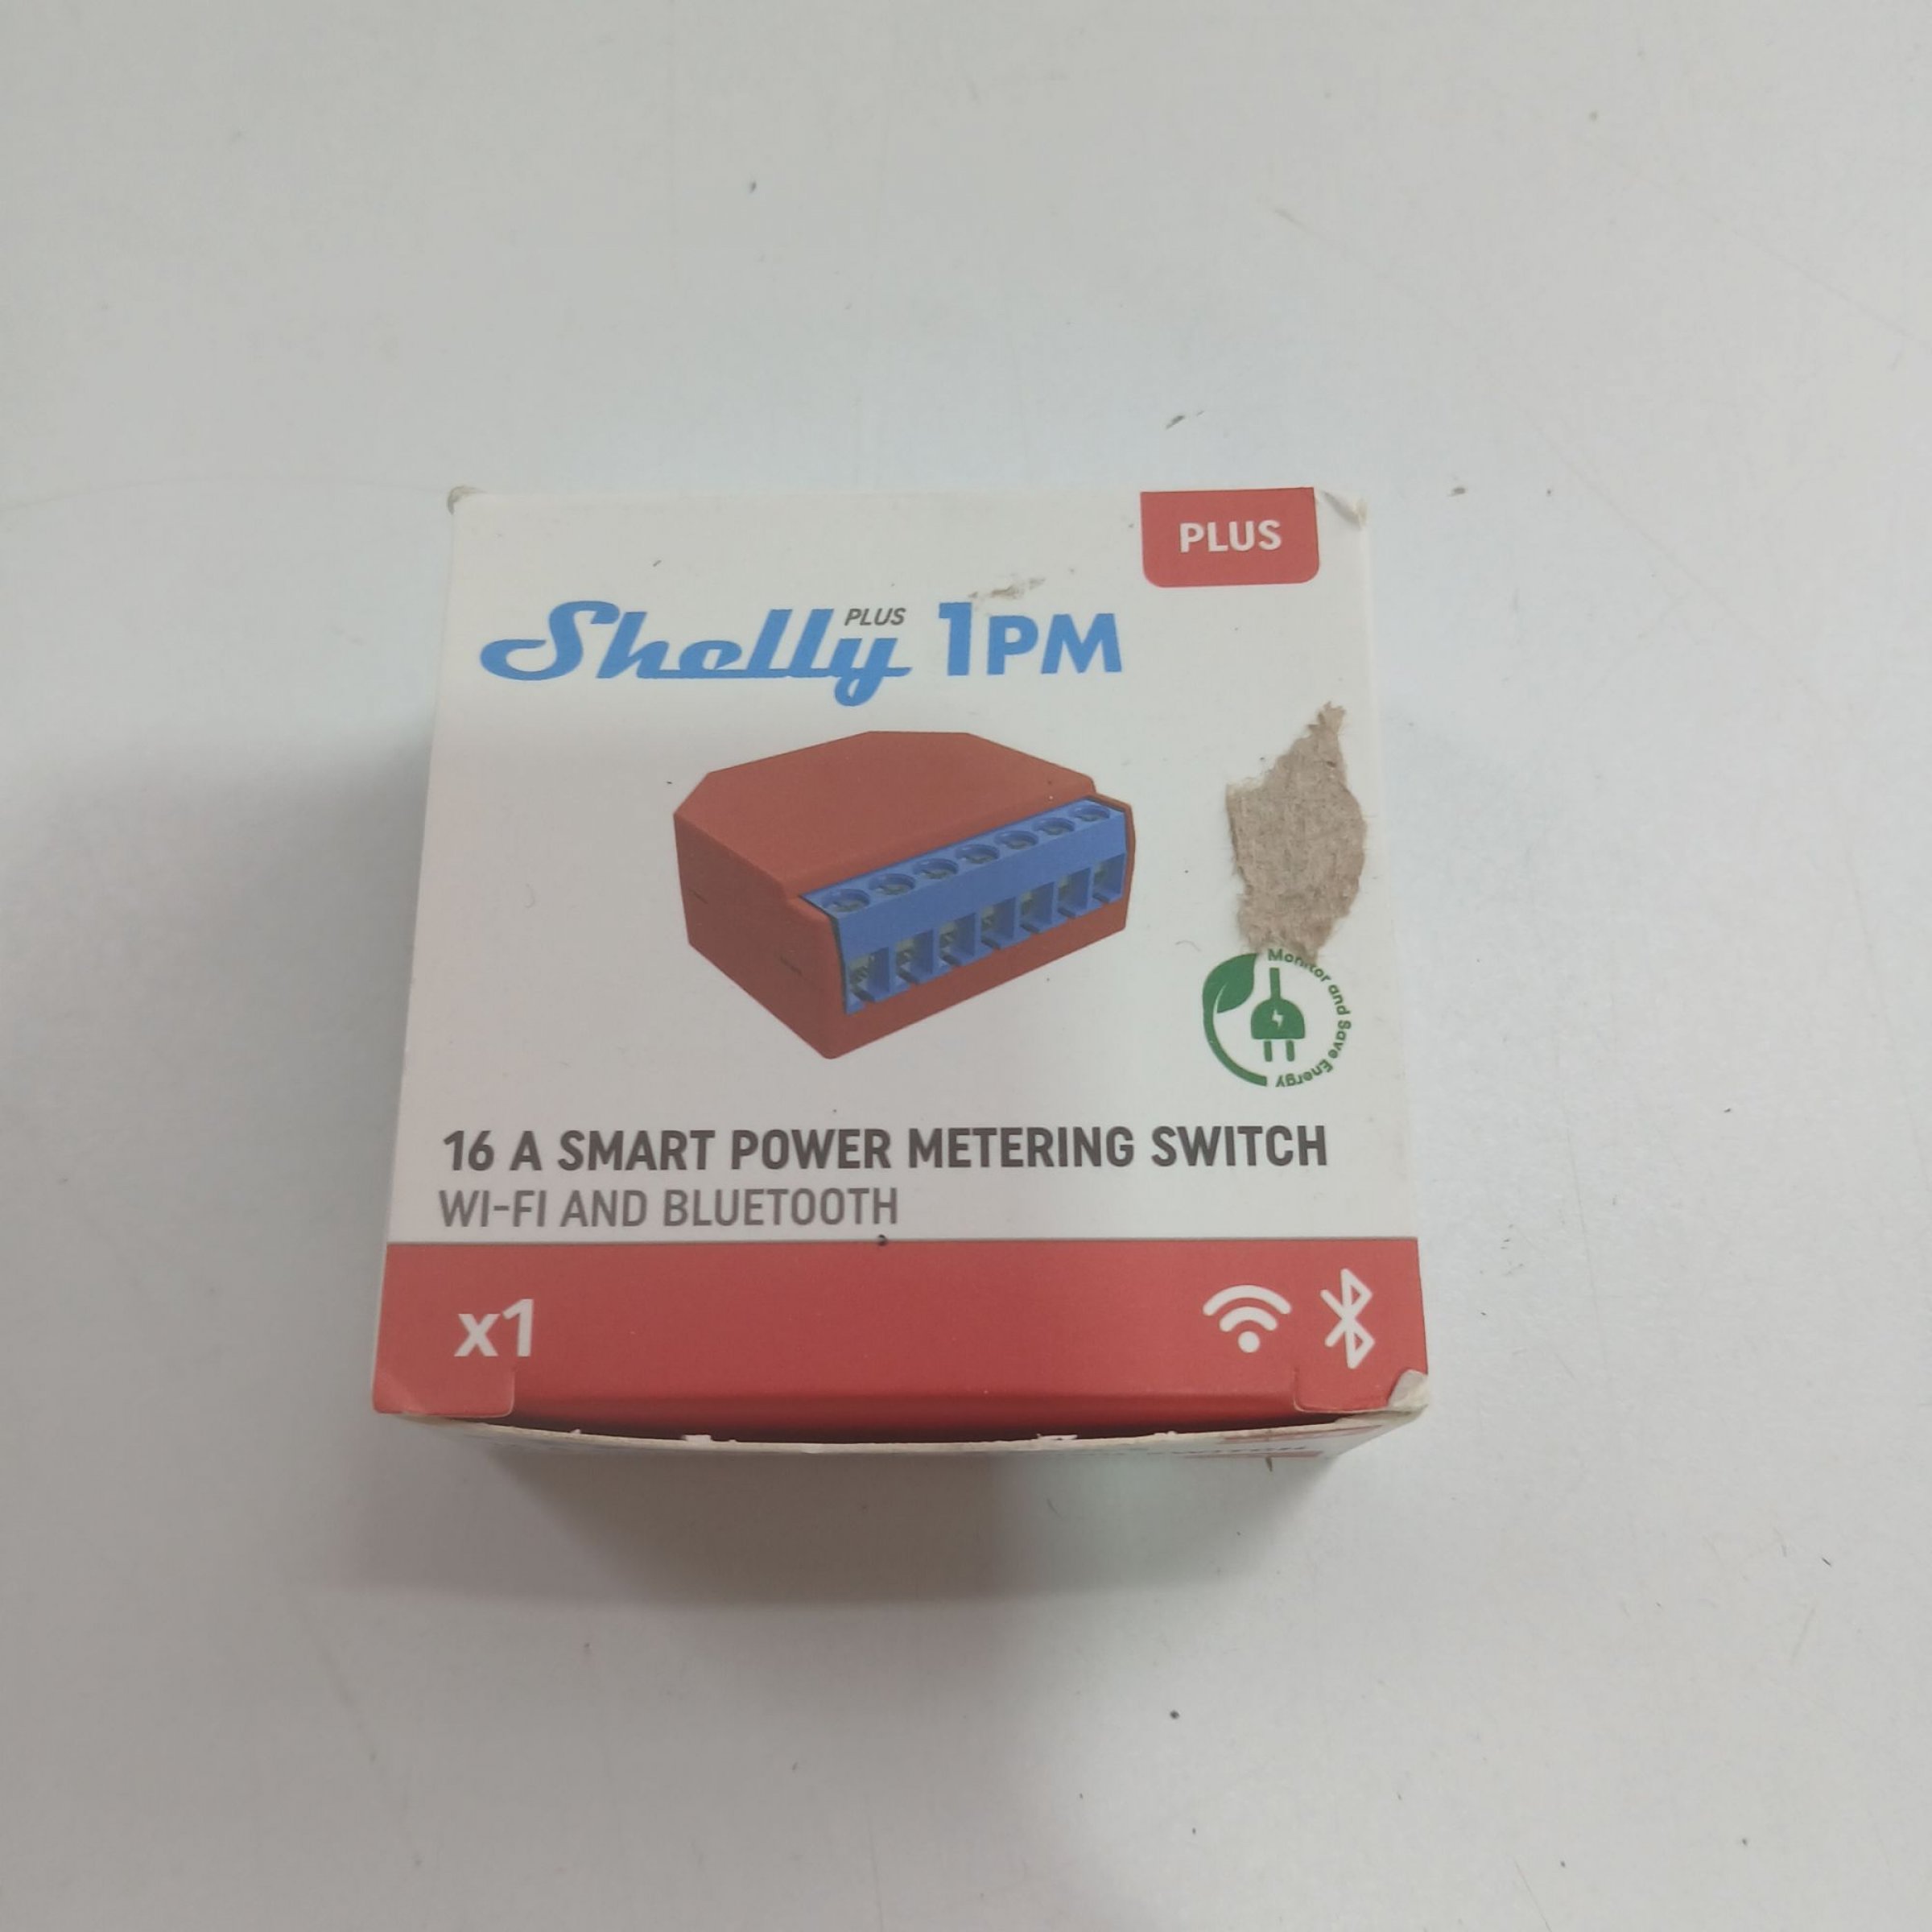 PLUS
Shelly PLUS 1PM
Monitor and Save Energy
16 A SMART POWER METERING SWITCH
WI-FI AND BLUETOOTH
x1